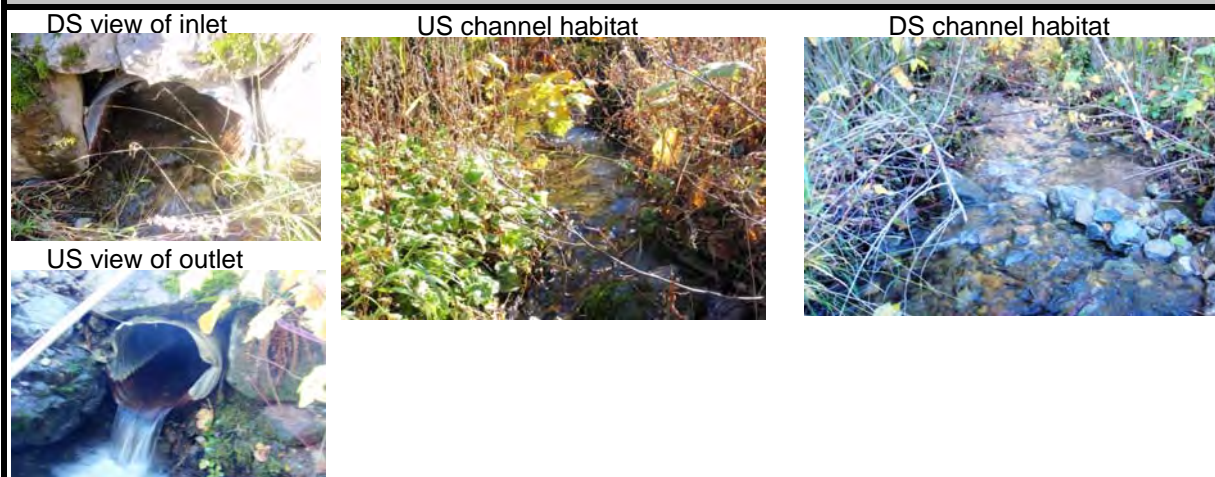 DS view of inlet
US channel habitat
DS channel habitat
US view of outlet